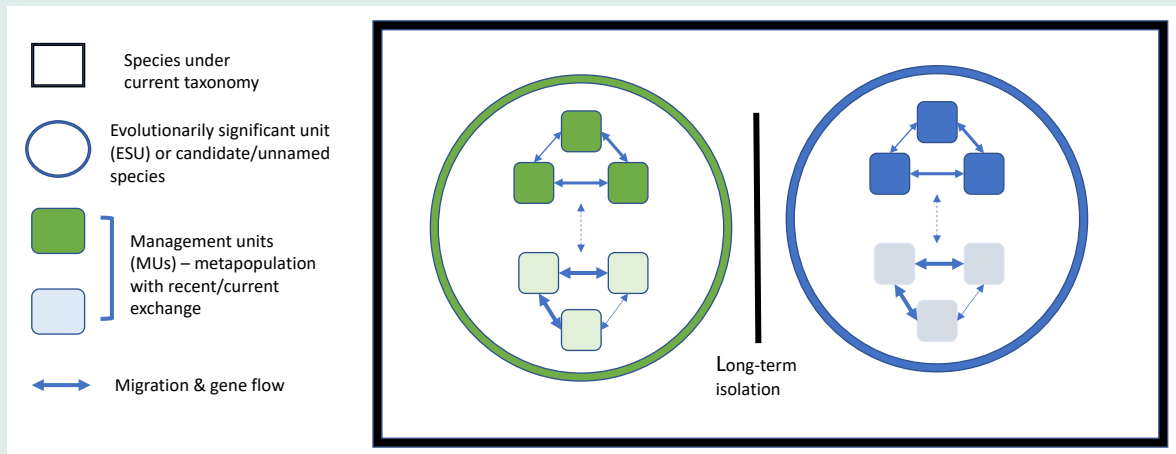 Species under
current taxonomy
Evolutionarily significant unit
(ESU) or candidate/unnamed
species
Management units
(MUs) – metapopulation
with recent/current
exchange
Migration & gene flow
Long-term
isolation